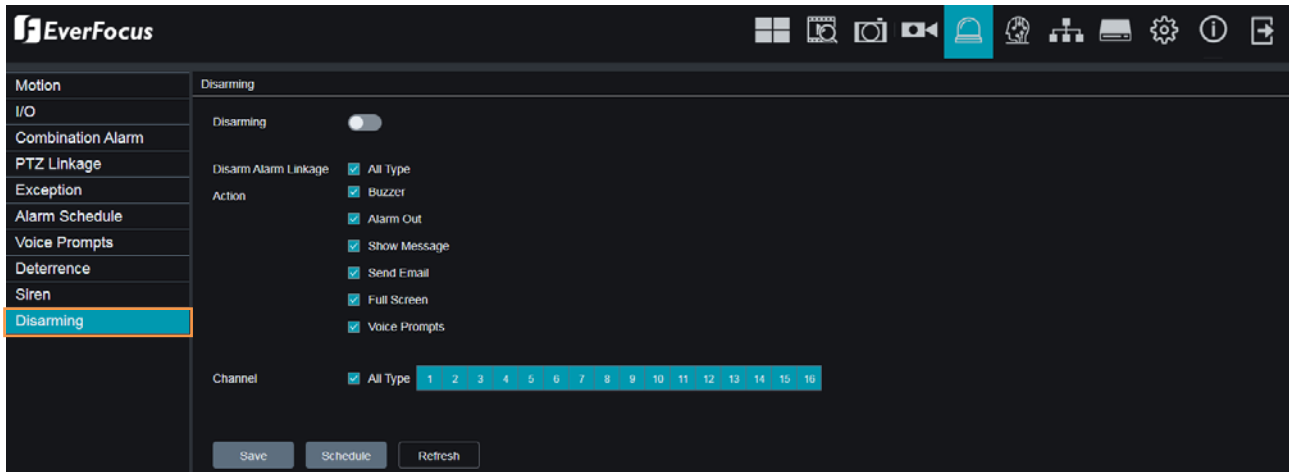 EverFocus
Motion
I/O
Combination Alarm
PTZ Linkage
Exception
Alarm Schedule
Voice Prompts
Deterrence
Siren
Disarming
Disarming
Disarming
Disarm Alarm Linkage
Action
All Type
Buzzer
Alarm Out
Show Message
Send Email
Full Screen
Voice Prompts
Channel All Type 1 2 3 4 5 6 7 8 9 10 11 12 13 14 15 16
Save Schedule Refresh